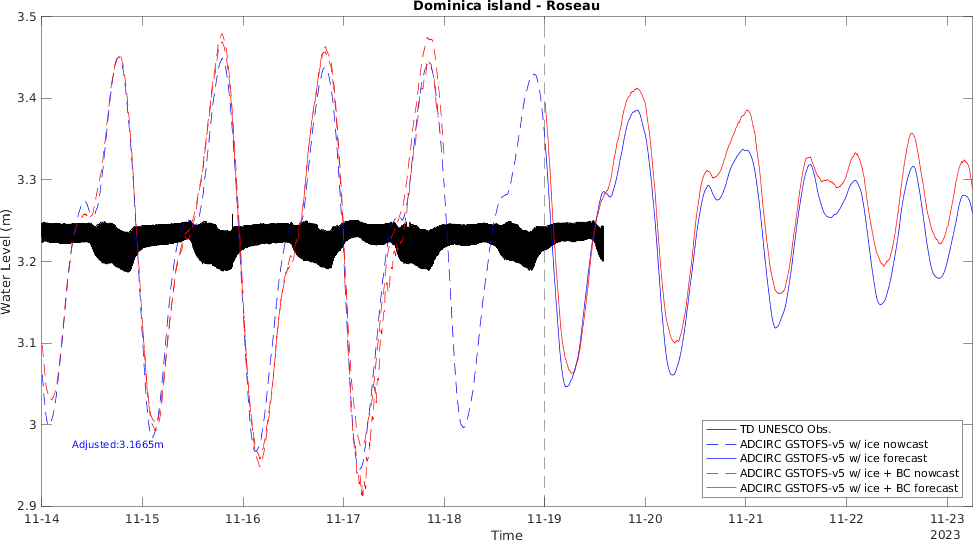 Dominica island - Roseau
Water Level (m)
3.5
3.4
3.3
3.2
3.1
3
2.9
Adjusted:3.1665m
TD UNESCO Obs.
ADCIRC GSTOFS-v5 w/ ice nowcast
ADCIRC GSTOFS-v5 w/ ice forecast
ADCIRC GSTOFS-v5 w/ ice + BC nowcast
ADCIRC GSTOFS-v5 w/ ice + BC forecast
11-14 11-15 11-16 11-17 11-18 11-19 11-20 11-21 11-22 11-23
Time
2023